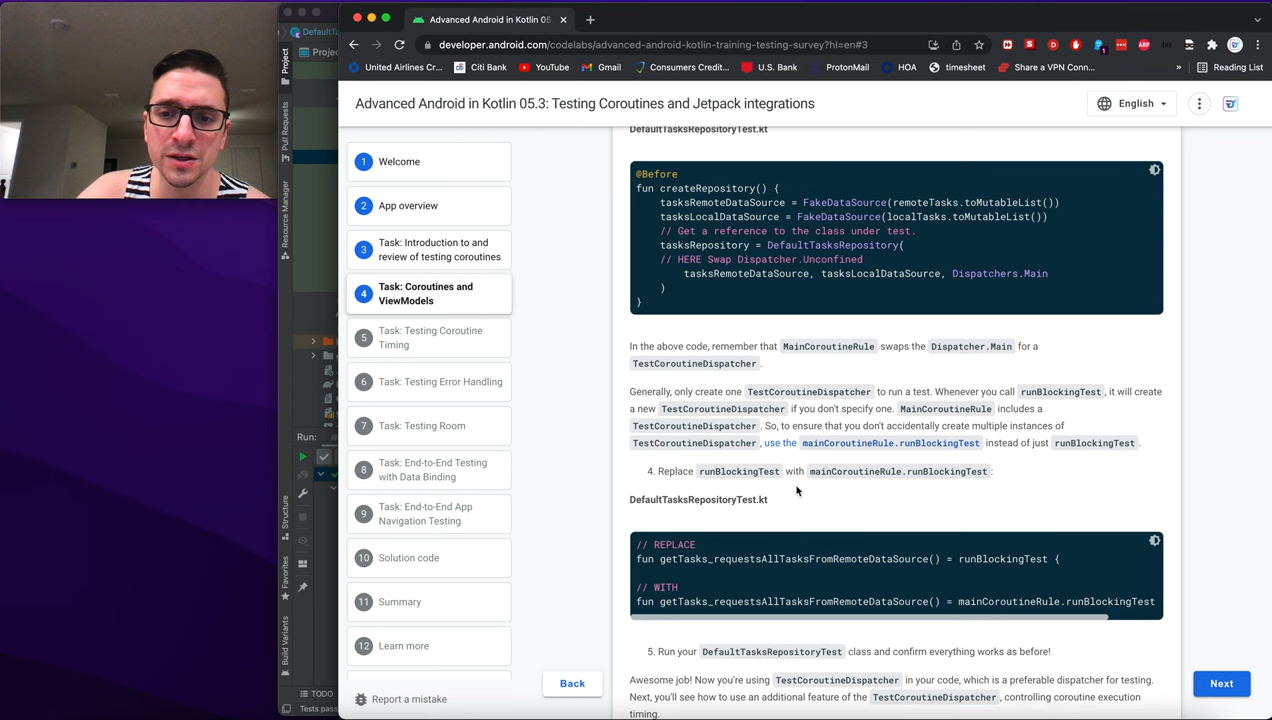 DefaultTa
Advanced Android in Kotlin 05.
developer.android.com/codelabs/advanced-android-kotlin-training-testing-survey?hl=en#3
United Airlines Cr...
Citi Bank
YouTube
Gmail
Consumers Credit...
U.S. Bank
ProtonMail
HOA
timesheet
Share a VPN Conn...
»
Reading List
Project
Projec
Pull Requests
Resource Manager
Structure
Favorites
Build Variants
Run:
TODO
Tests pass
Advanced Android in Kotlin 05.3: Testing Coroutines and Jetpack integrations
English
1 Welcome
2 App overview
3 Task: Introduction to and
review of testing coroutines
4 Task: Coroutines and
ViewModels
5 Task: Testing Coroutine
Timing
6 Task: Testing Error Handling
7 Task: Testing Room
8 Task: End-to-End Testing
with Data Binding
9 Task: End-to-End App
Navigation Testing
10 Solution code
11 Summary
12 Learn more
Report a mistake
DefaultTasksRepositoryTest.kt
@Before
fun createRepository() {
tasksRemoteDataSource = FakeDataSource(remoteTasks.toMutableList())
tasksLocalDataSource = FakeDataSource(localTasks.toMutableList())
// Get a reference to the class under test.
tasksRepository = DefaultTasksRepository(
// HERE Swap Dispatcher.Unconfined
tasksRemoteDataSource, tasksLocalDataSource, Dispatchers.Main
)
}
In the above code, remember that MainCoroutineRule swaps the Dispatcher.Main for a
TestCoroutineDispatcher.
Generally, only create one TestCoroutineDispatcher to run a test. Whenever you call runBlockingTest, it will create
a new TestCoroutineDispatcher if you don't specify one. MainCoroutineRule includes a
TestCoroutineDispatcher. So, to ensure that you don't accidentally create multiple instances of
TestCoroutineDispatcher, use the mainCoroutineRule.runBlockingTest instead of just runBlockingTest.
4. Replace runBlockingTest with mainCoroutineRule.runBlockingTest:
DefaultTasksRepositoryTest.kt
// REPLACE
fun getTasks_requestsAllTasksFromRemoteDataSource() = runBlockingTest {
// WITH
fun getTasks_requestsAllTasksFromRemoteDataSource() = mainCoroutineRule.runBlockingTest
5. Run your DefaultTasksRepositoryTest class and confirm everything works as before!
Awesome job! Now you're using TestCoroutineDispatcher in your code, which is a preferable dispatcher for testing.
Next, you'll see how to use an additional feature of the TestCoroutineDispatcher, controlling coroutine execution
timing.
Back
Next